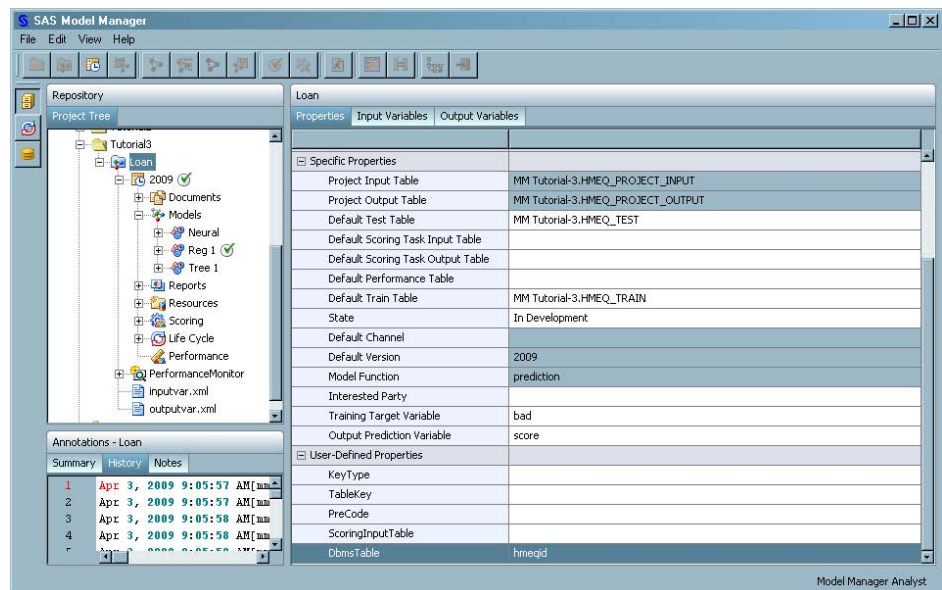 SAS Model Manager
File Edit View Help
Repository
Project Tree
Tutorial3
Loan
2009
Documents
Models
Neural
Reg 1
Tree 1
Reports
Resources
Scoring
Life Cycle
Performance
PerformanceMonitor
inputvar.xml
outputvar.xml
Annotations - Loan
Summary History Notes
1 Apr 3, 2009 9:05:57 AM[mm
2 Apr 3, 2009 9:05:57 AM[mm
3 Apr 3, 2009 9:05:58 AM[mm
4 Apr 3, 2009 9:05:58 AM[mm
Loan
Properties Input Variables Output Variables
Specific Properties
Project Input Table MM Tutorial-3.HMEQ_PROJECT_INPUT
Project Output Table MM Tutorial-3.HMEQ_PROJECT_OUTPUT
Default Test Table MM Tutorial-3.HMEQ_TEST
Default Scoring Task Input Table
Default Scoring Task Output Table
Default Performance Table
Default Train Table MM Tutorial-3.HMEQ_TRAIN
State In Development
Default Channel
Default Version 2009
Model Function prediction
Interested Party
Training Target Variable bad
Output Prediction Variable score
User-Defined Properties
KeyType
TableKey
PreCode
ScoringInputTable
DbmsTable hmeqid
Model Manager Analyst